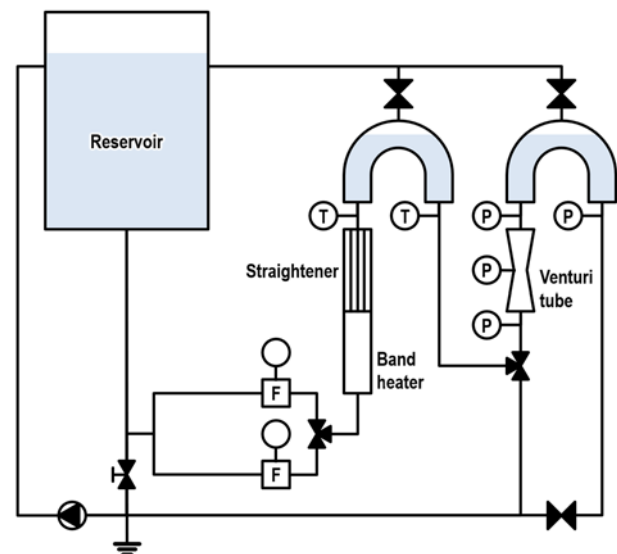 Reservoir
T
T
P
P
Straightener
P
Venturi
tube
P
Band
heater
F
F